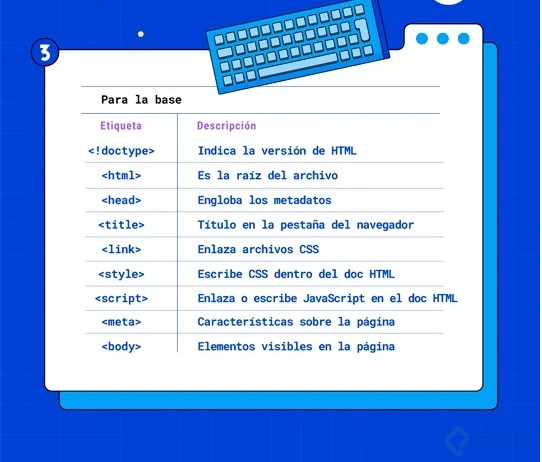 3
Para la base
Etiqueta Descripción
<!doctype> Indica la versión de HTML
<html> Es la raíz del archivo
<head> Engloba los metadatos
<title> Título en la pestaña del navegador
<link> Enlaza archivos CSS
<style> Escribe CSS dentro del doc HTML
<script> Enlaza o escribe JavaScript en el doc HTML
<meta> Características sobre la página
<body> Elementos visibles en la página